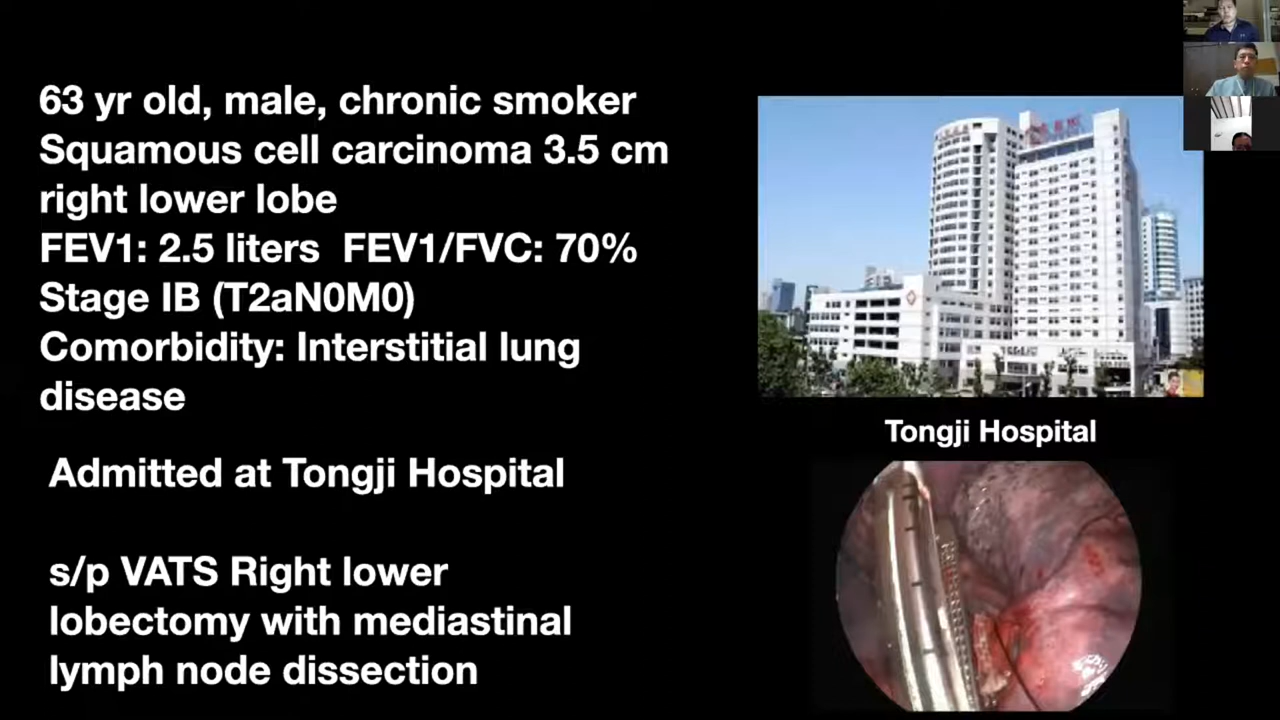 63 yr old, male, chronic smoker
Squamous cell carcinoma 3.5 cm
right lower lobe
FEV1: 2.5 liters  FEV1/FVC: 70%
Stage IB (T2aN0M0)
Comorbidity: Interstitial lung
disease
Admitted at Tongji Hospital
s/p VATS Right lower
lobectomy with mediastinal
lymph node dissection
Tongji Hospital